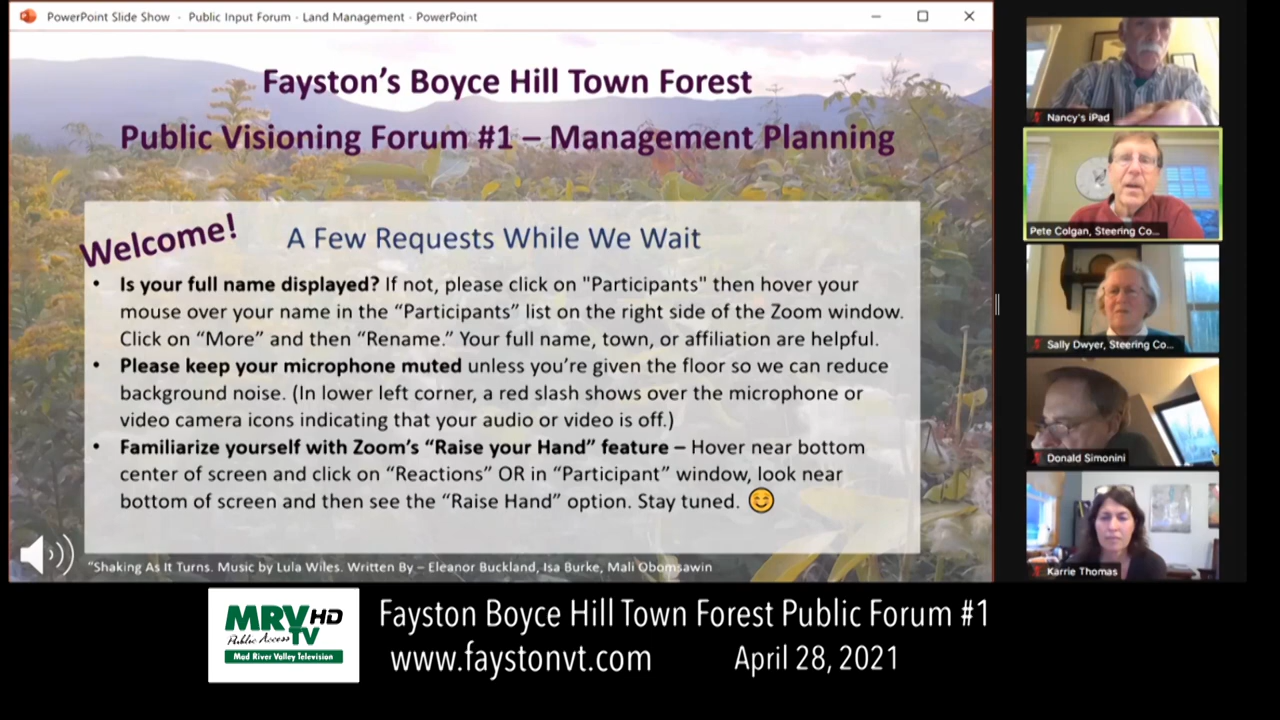 PowerPoint Slide Show - Public Input Forum - Land Management - PowerPoint
Fayston's Boyce Hill Town Forest
Public Visioning Forum #1 – Management Planning
Welcome!
A Few Requests While We Wait
• Is your full name displayed? If not, please click on "Participants" then hover your
mouse over your name in the “Participants” list on the right side of the Zoom window.
Click on “More” and then “Rename.” Your full name, town, or affiliation are helpful.
• Please keep your microphone muted unless you’re given the floor so we can reduce
background noise. (In lower left corner, a red slash shows over the microphone or
video camera icons indicating that your audio or video is off.)
• Familiarize yourself with Zoom’s “Raise your Hand” feature – Hover near bottom
center of screen and click on “Reactions” OR in “Participant” window, look near
bottom of screen and then see the “Raise Hand” option. Stay tuned. 😊
“Shaking As It Turns. Music by Lula Wiles. Written By – Eleanor Buckland, Isa Burke, Mali Obomsawin
Nancy's iPad
Pete Colgan, Steering Co...
Sally Dwyer, Steering Co...
Donald Simonini
Karrie Thomas
MRV HD
Public Access TV
Mad River Valley Television
Fayston Boyce Hill Town Forest Public Forum #1
www.faystonvt.com April 28, 2021